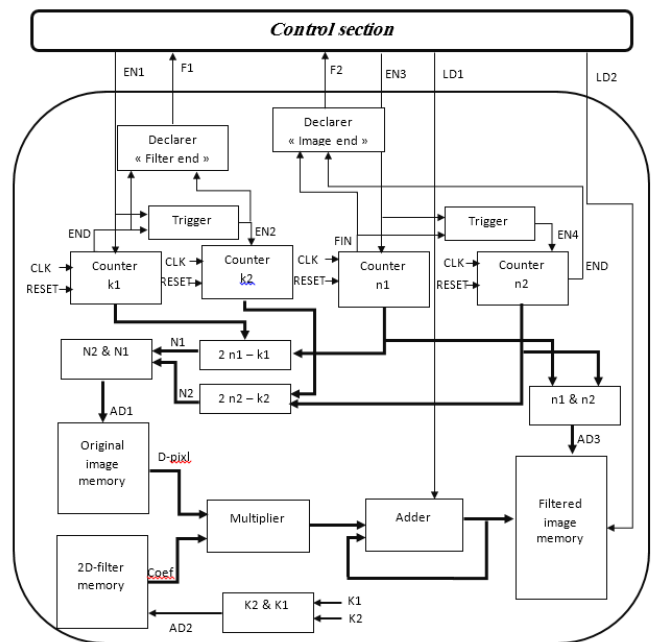 Control section
EN1
F1
F2
EN3
LD1
LD2
Declarer
« Filter end »
Declarer
« Image end »
Trigger
Trigger
END
EN2
FIN
EN4
END
CLK
RESET
Counter
k1
CLK
RESET
Counter
k2
CLK
RESET
Counter
n1
CLK
RESET
Counter
n2
N2 & N1
N1
2 n1 – k1
N2
2 n2 – k2
n1 & n2
AD1
AD3
Original
image
memory
D-pixl
Multiplier
Adder
Filtered
image
memory
2D-filter
memory
Coef
AD2
K2 & K1
K1
K2